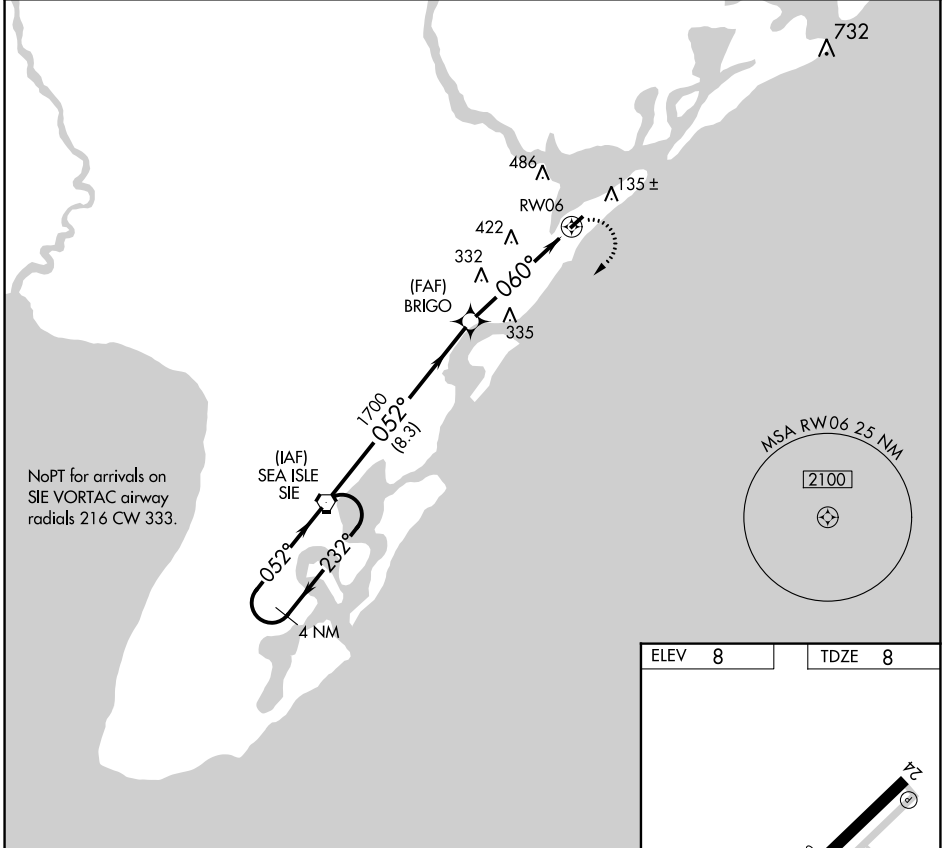 732
486
135 ±
RW06
422
332
060°
(FAF)
BRIGO
335
1700
052°
(8.3)
(IAF)
SEA ISLE
SIE
NoPT for arrivals on
SIE VORTAC airway
radials 216 CW 333.
MSA RW06 25 NM
2100
052°
232°
4 NM
ELEV 8
TDZE 8
24
P